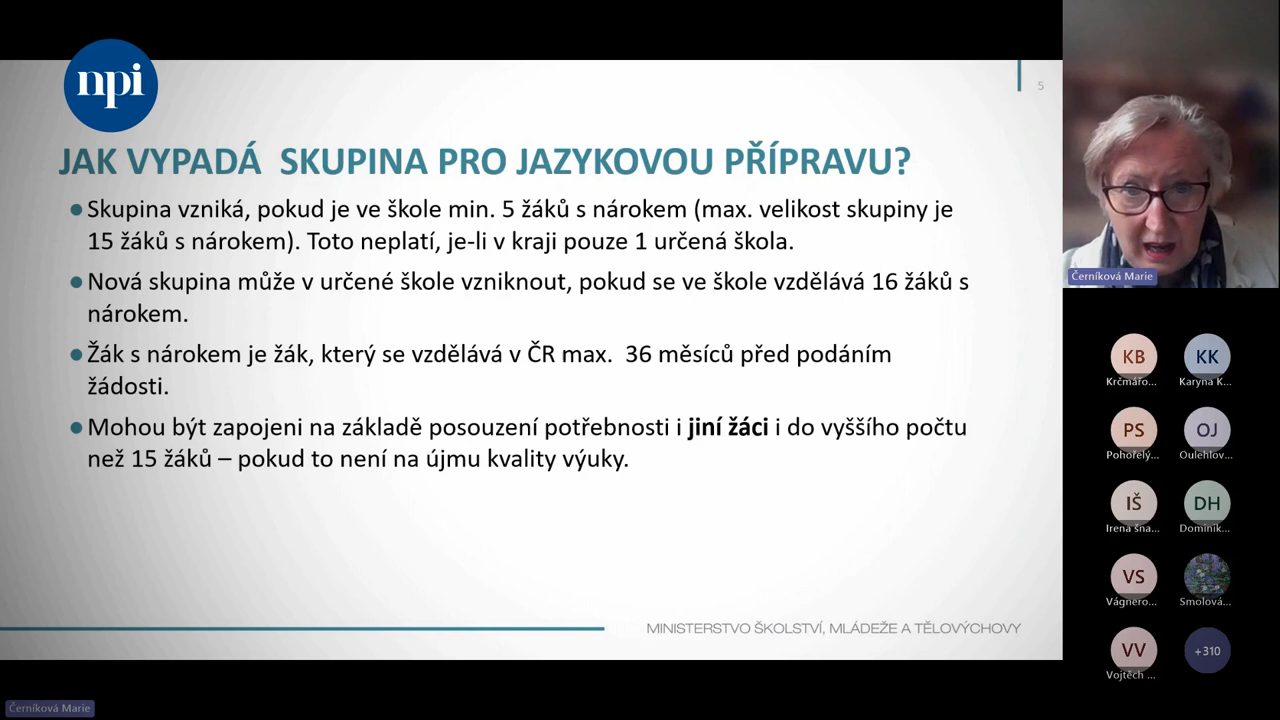 npi
5
JAK VYPADÁ  SKUPINA PRO JAZYKOVOU PŘÍPRAVU?
●Skupina vzniká, pokud je ve škole min. 5 žáků s nárokem (max. velikost skupiny je
15 žáků s nárokem). Toto neplatí, je-li v kraji pouze 1 určená škola.
●Nová skupina může v určené škole vzniknout, pokud se ve škole vzdělává 16 žáků s
nárokem.
●Žák s nárokem je žák, který se vzdělává v ČR max.  36 měsíců před podáním
žádosti.
●Mohou být zapojeni na základě posouzení potřebnosti i jiní žáci i do vyššího počtu
než 15 žáků – pokud to není na újmu kvality výuky.
MINISTERSTVO ŠKOLSTVÍ, MLÁDEŽE A TĚLOVÝCHOVY
Černíková Marie
KB KK
Krčmářo... Karyna K...
PS OJ
Pohořelý... Oulehlov...
IŠ DH
Irena šna... Dominik...
VS
Vágnero... Smolová...
VV +310
Vojtěch ...
Černíková Marie